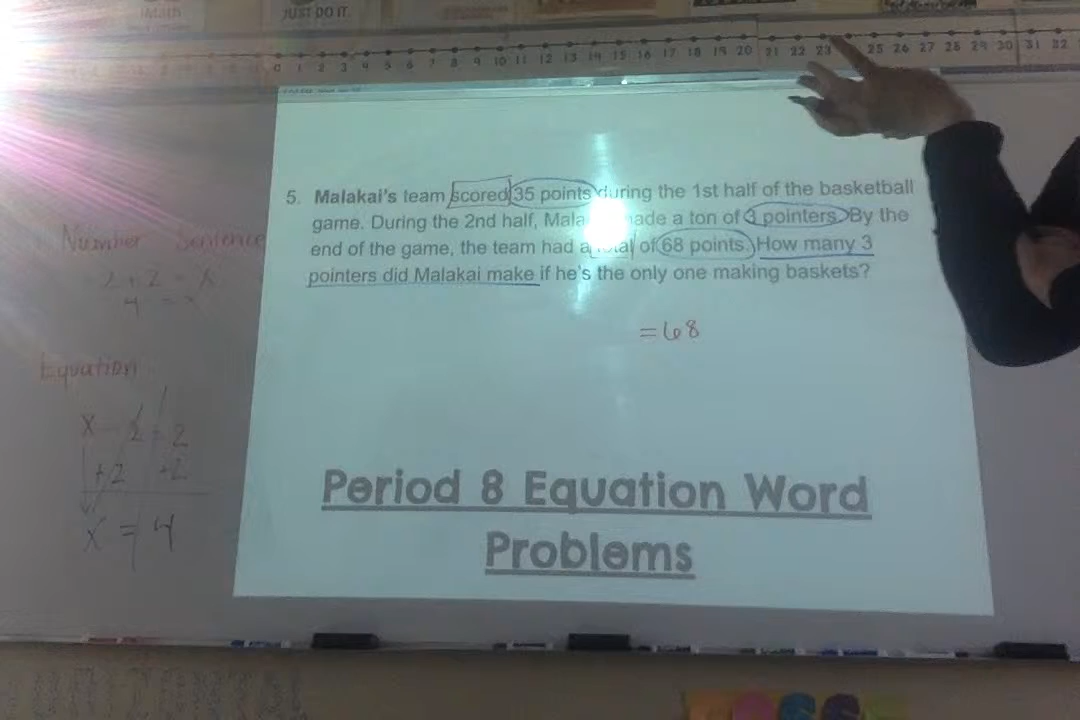 iMath
JUST DO IT.
0 1 2 3 4 5 6 7 8 9 10 11 12 13 14 15 16 17 18 19 20 21 22 23 25 26 27 28 29 30 31 32
5. Malakai's team scored 35 points during the 1st half of the basketball
game. During the 2nd half, Mala made a ton of 3 pointers. By the
end of the game, the team had a total of 68 points. How many 3
pointers did Malakai make if he's the only one making baskets?
= 68
Period 8 Equation Word
Problems
Number Sentence
2 + 2 = x
4 = x
Equation
x - 2 = 2
+2 +2
x = 4